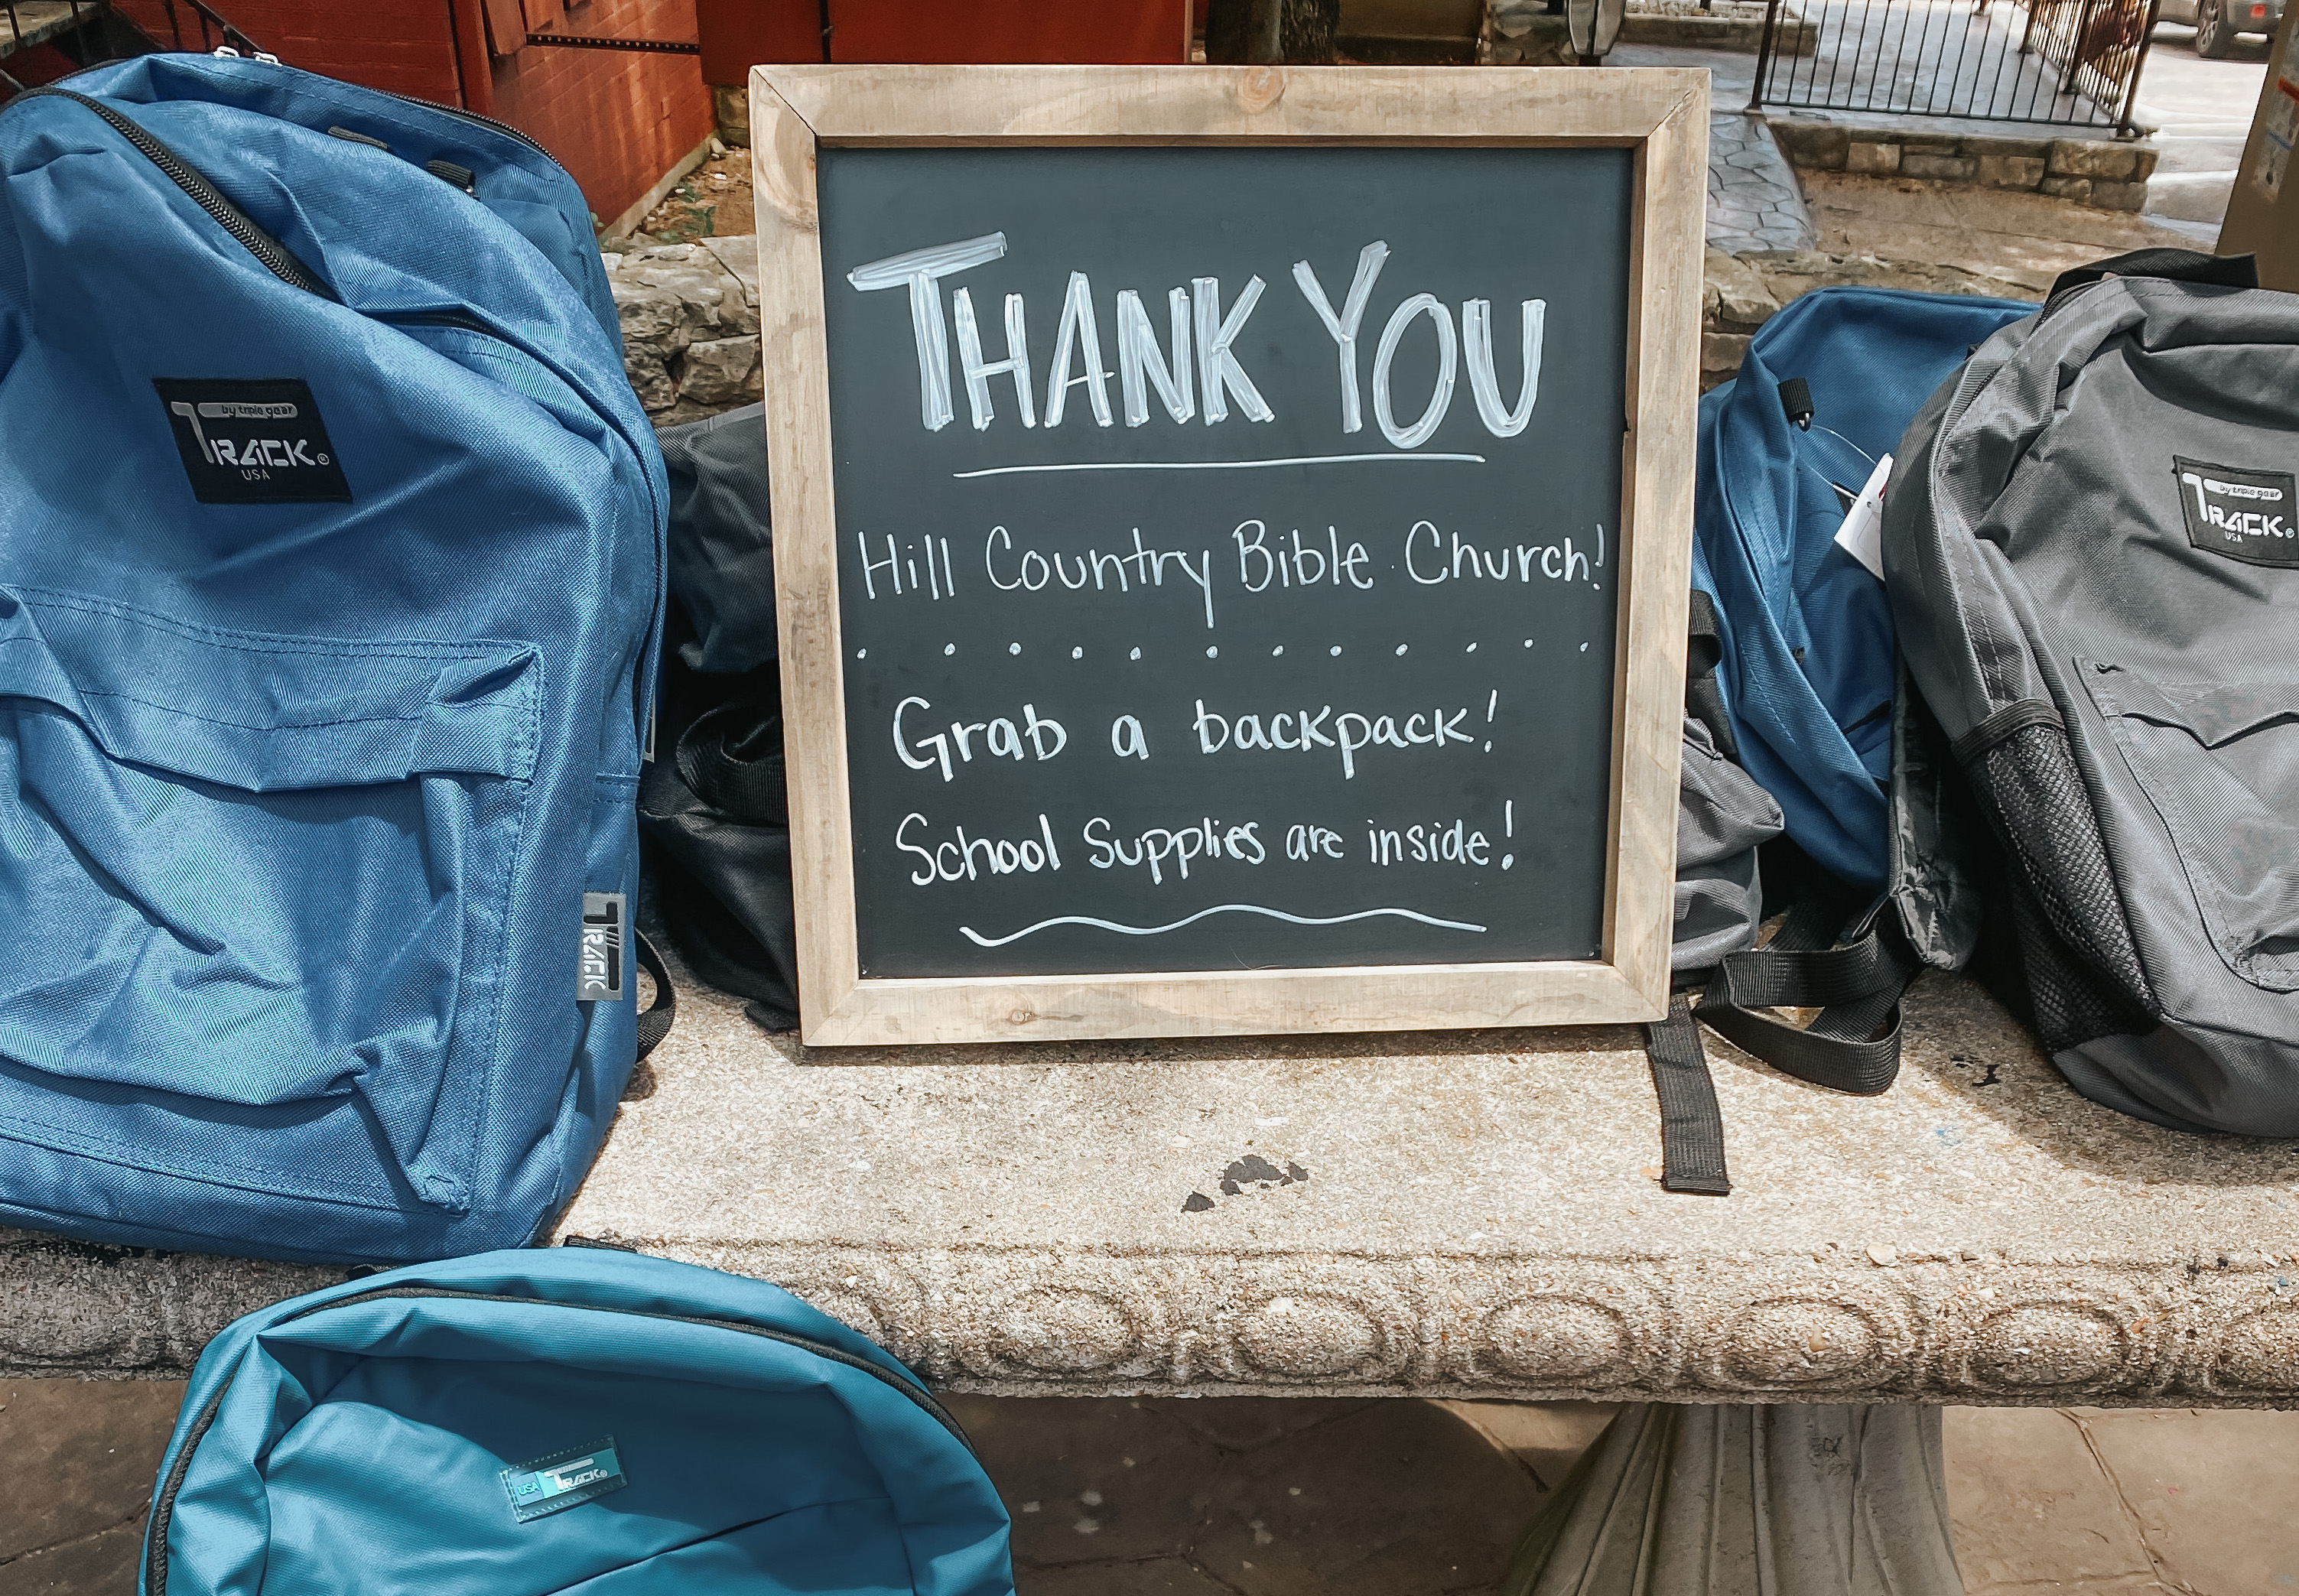 THANK YOU
Hill Country Bible Church!
Grab a backpack!
School Supplies are inside!
by triple gear
TRACK®
USA
by triple gear
TRACK®
USA
TRACK
USA TRACK®